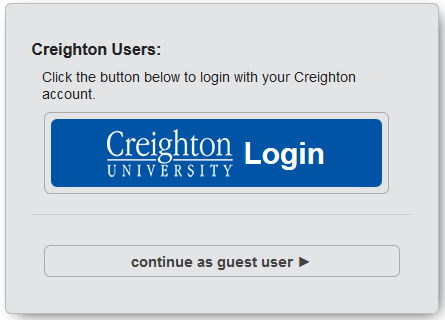 Creighton Users:
Click the button below to login with your Creighton
account.
Creighton
UNIVERSITY
Login
continue as guest user ►